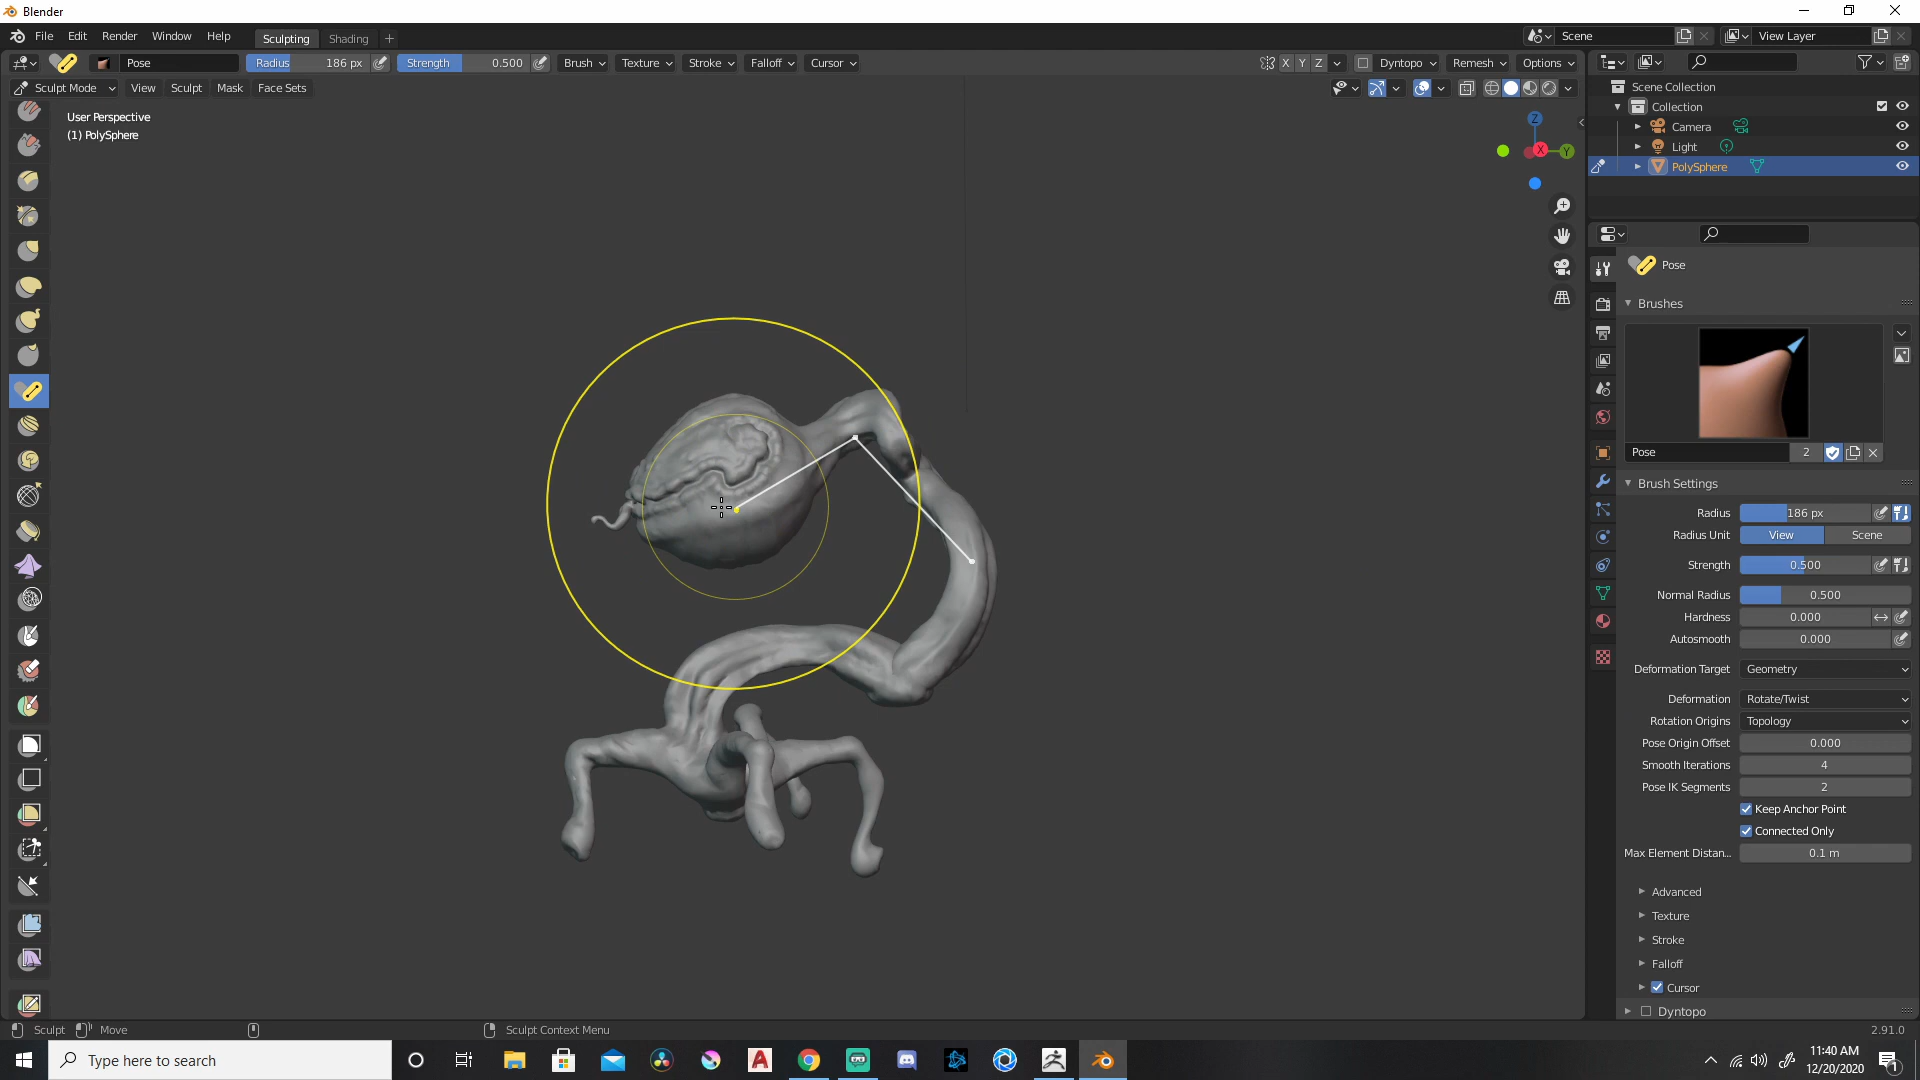 Blender
File Edit Render Window Help Sculpting Shading + Scene View Layer
Pose Radius 186 px Strength 0.500 Brush Texture Stroke Falloff Cursor X Y Z Dyntopo Remesh Options
Sculpt Mode View Sculpt Mask Face Sets
User Perspective
(1) PolySphere
Z
X Y
Scene Collection
Collection
Camera
Light
PolySphere
Pose
Brushes
Pose 2
Brush Settings
Radius 186 px
Radius Unit View Scene
Strength 0.500
Normal Radius 0.500
Hardness 0.000
Autosmooth 0.000
Deformation Target Geometry
Deformation Rotate/Twist
Rotation Origins Topology
Pose Origin Offset 0.000
Smooth Iterations 4
Pose IK Segments 2
Keep Anchor Point
Connected Only
Max Element Distan... 0.1 m
Advanced
Texture
Stroke
Falloff
Cursor
Dyntopo
Sculpt Move Sculpt Context Menu 2.91.0
Type here to search
11:40 AM
12/20/2020
1